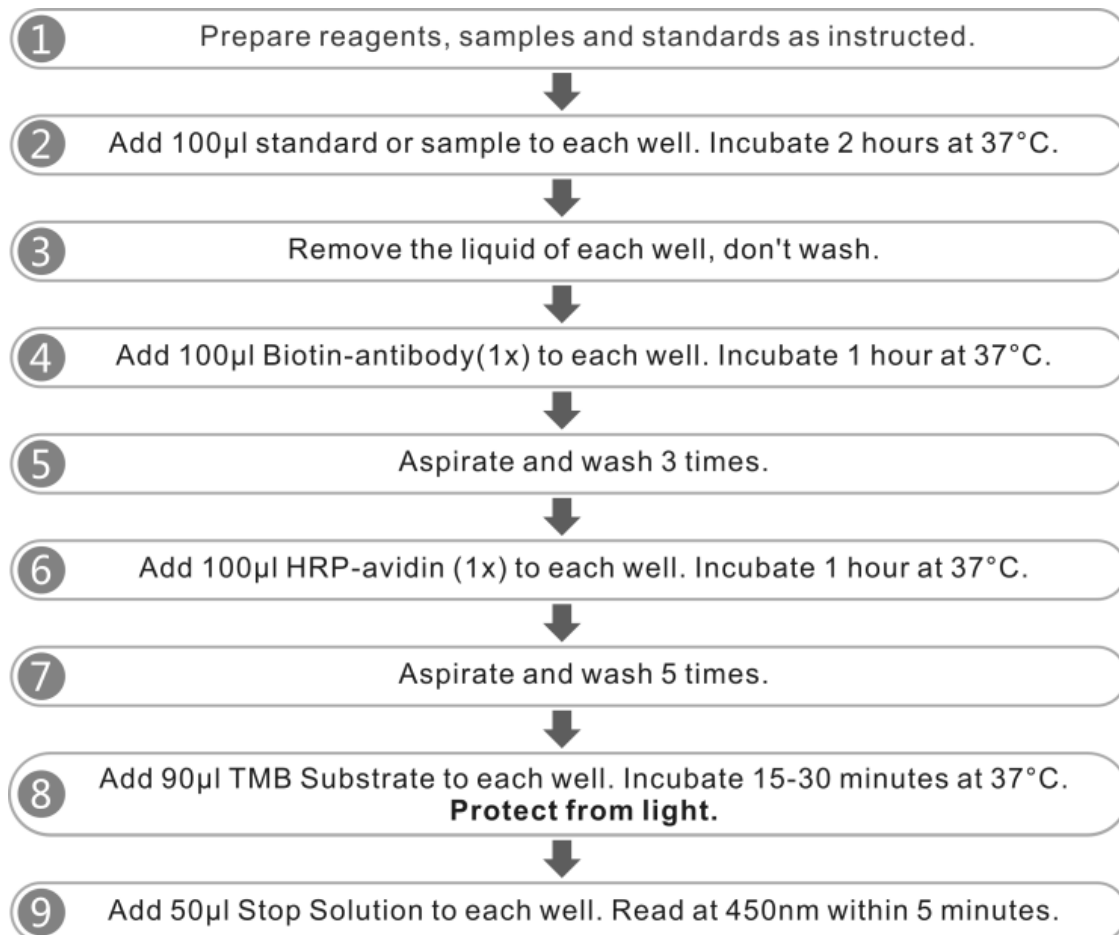 1 Prepare reagents, samples and standards as instructed.
2 Add 100μl standard or sample to each well. Incubate 2 hours at 37°C.
3 Remove the liquid of each well, don't wash.
4 Add 100μl Biotin-antibody(1x) to each well. Incubate 1 hour at 37°C.
5 Aspirate and wash 3 times.
6 Add 100μl HRP-avidin (1x) to each well. Incubate 1 hour at 37°C.
7 Aspirate and wash 5 times.
8 Add 90μl TMB Substrate to each well. Incubate 15-30 minutes at 37°C.
Protect from light.
9 Add 50μl Stop Solution to each well. Read at 450nm within 5 minutes.